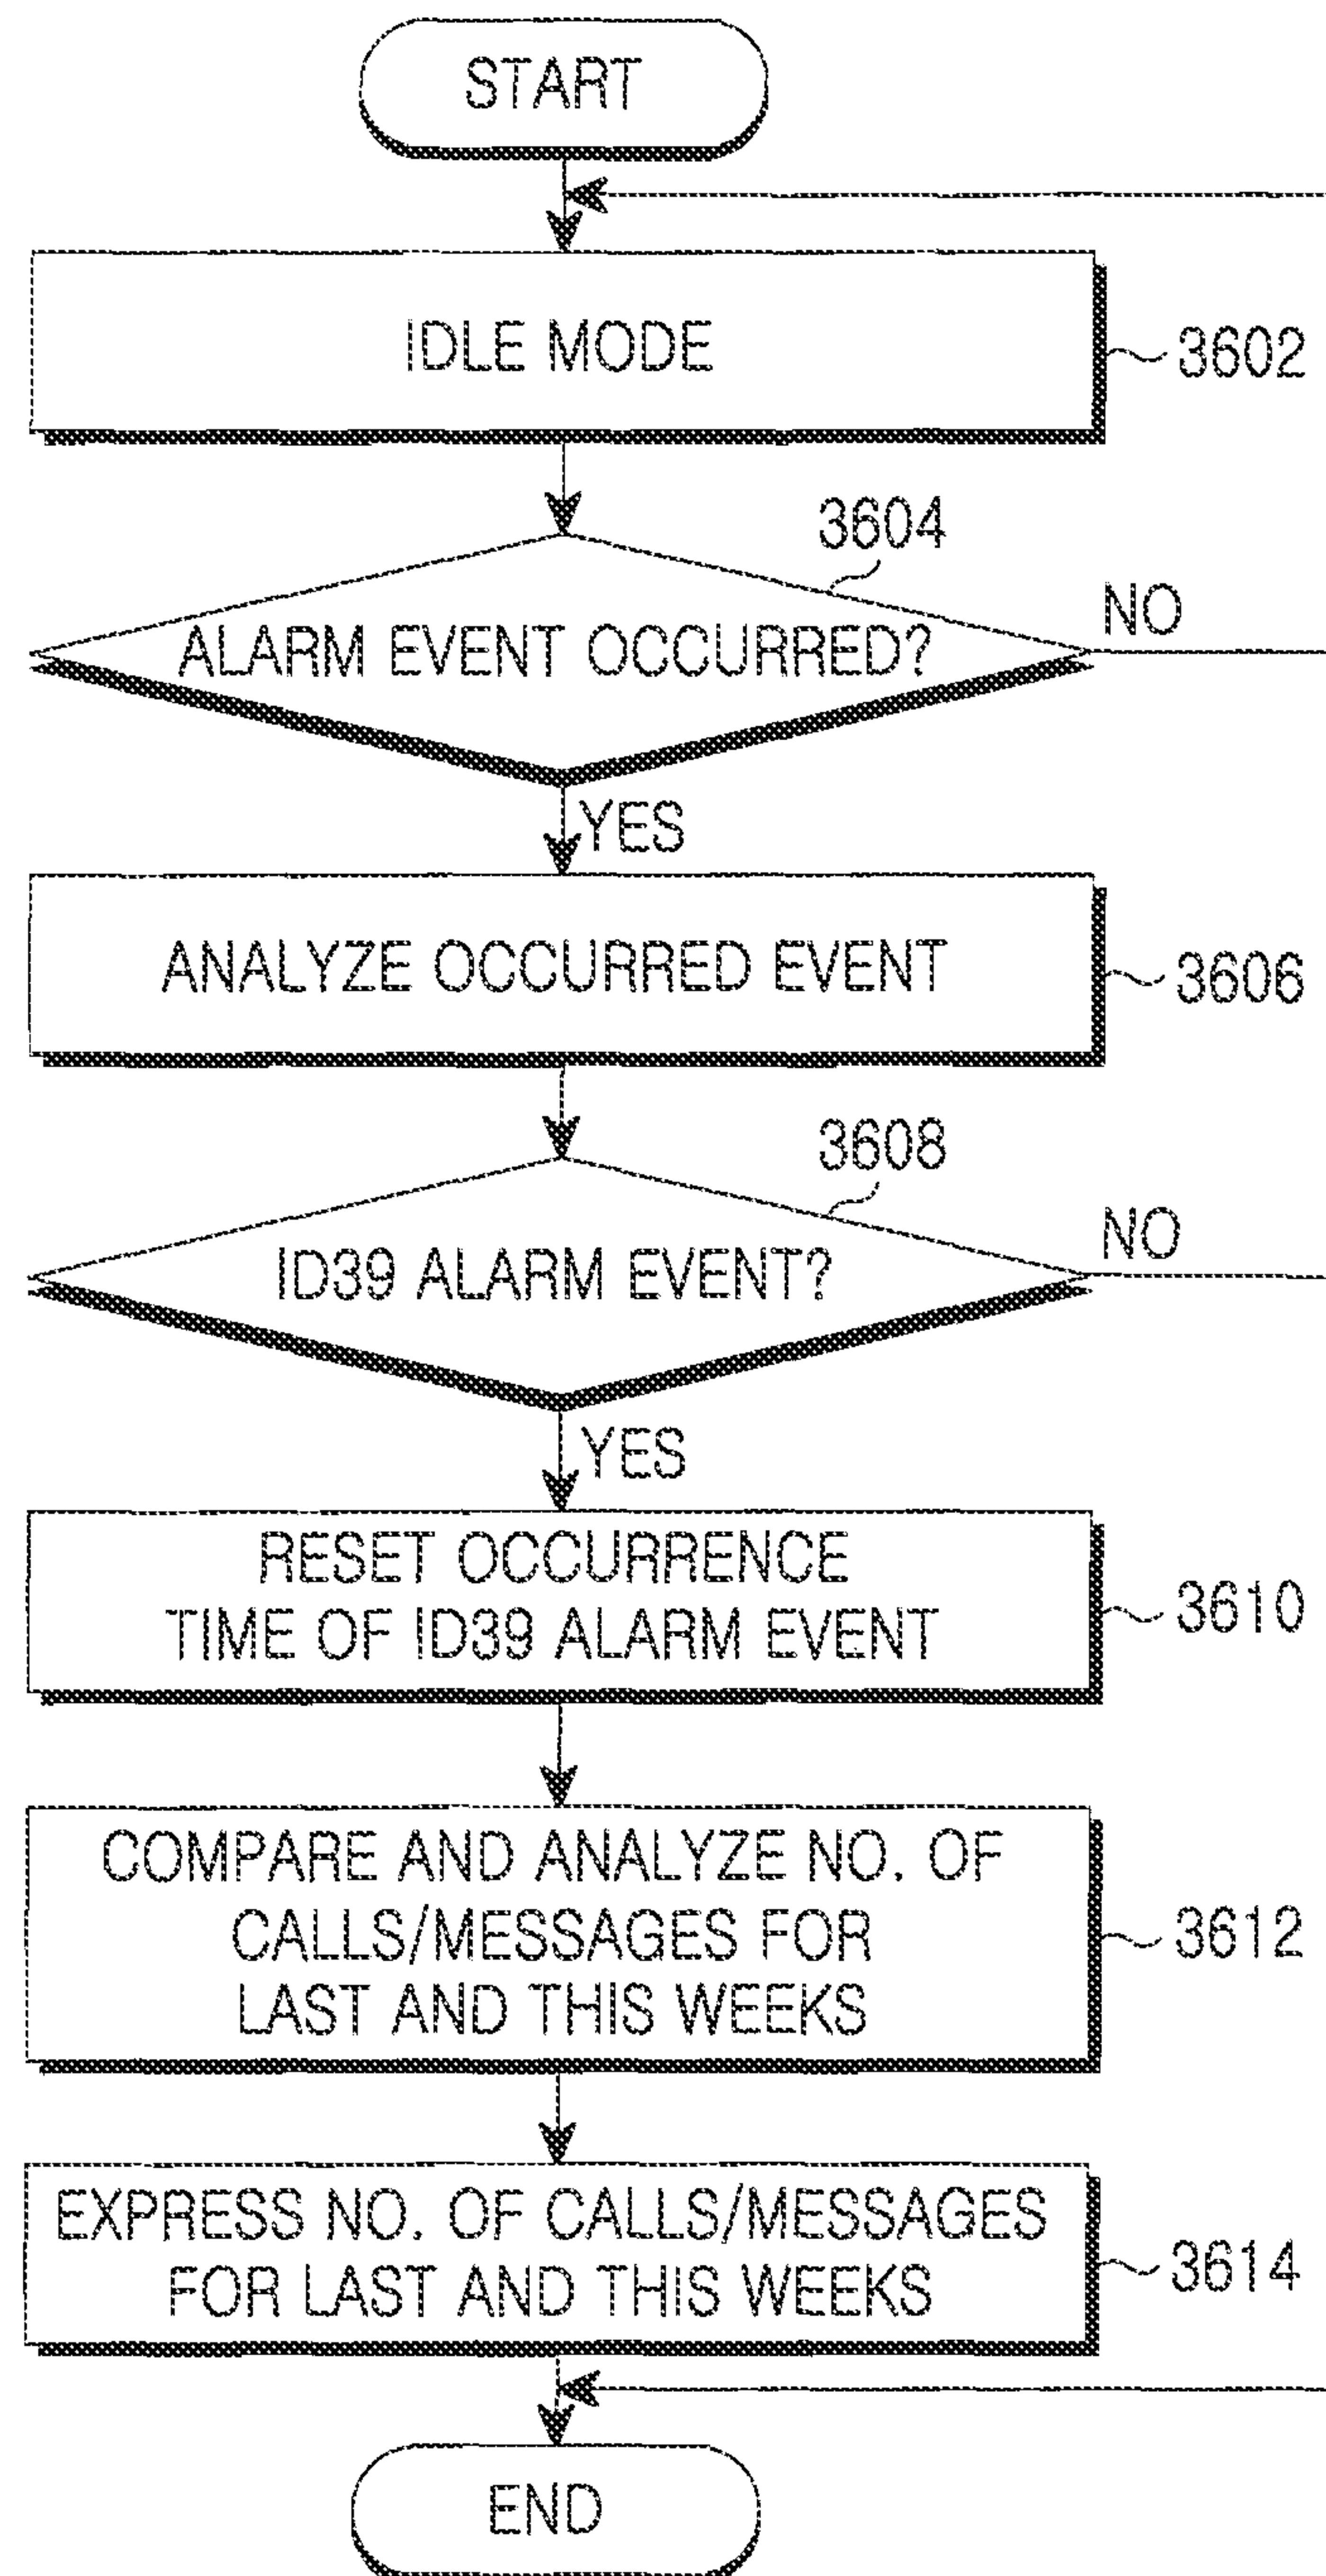 START
IDLE MODE
3602
3604
ALARM EVENT OCCURRED?
NO
YES
ANALYZE OCCURRED EVENT
3606
3608
ID39 ALARM EVENT?
NO
YES
RESET OCCURRENCE
TIME OF ID39 ALARM EVENT
3610
COMPARE AND ANALYZE NO. OF
CALLS/MESSAGES FOR
LAST AND THIS WEEKS
3612
EXPRESS NO. OF CALLS/MESSAGES
FOR LAST AND THIS WEEKS
3614
END